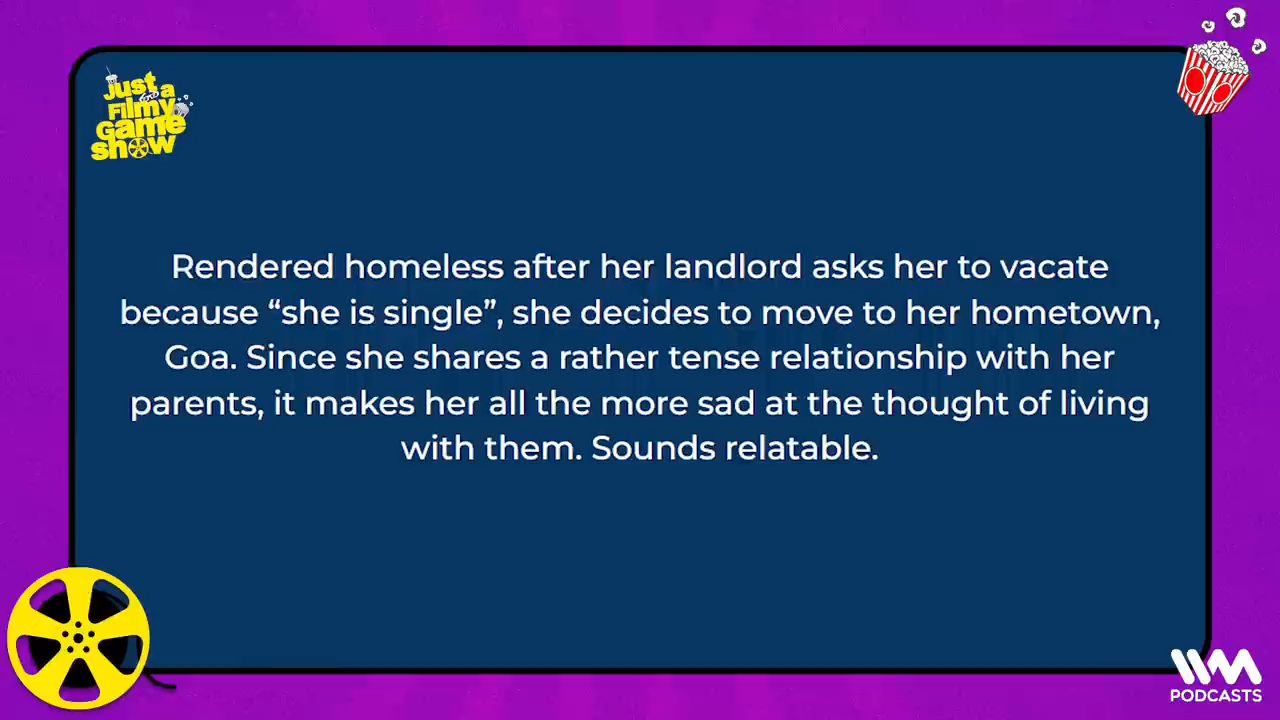 Just a
Filmy
Game
show
Rendered homeless after her landlord asks her to vacate
because “she is single”, she decides to move to her hometown,
Goa. Since she shares a rather tense relationship with her
parents, it makes her all the more sad at the thought of living
with them. Sounds relatable.
IVM
PODCASTS